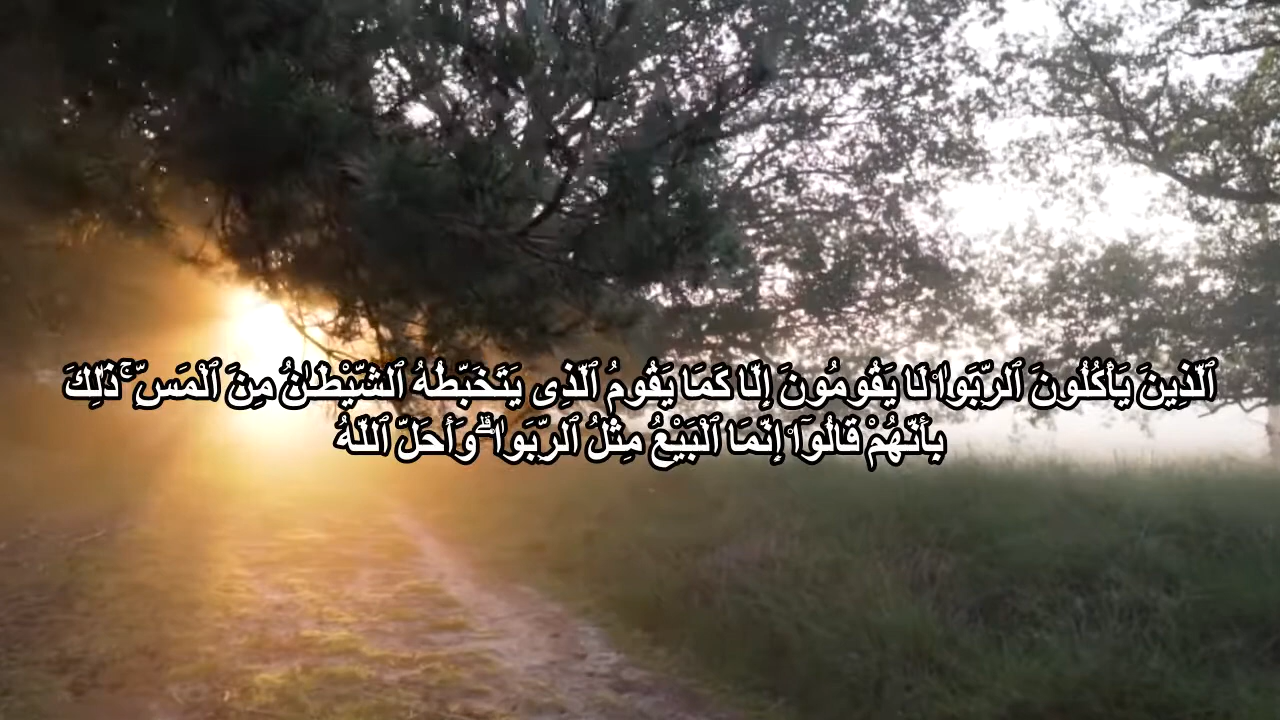 ٱلَّذِينَ يَأْكُلُونَ ٱلرِّبَوٰا۟ لَا يَقُومُونَ إِلَّا كَمَا يَقُومُ ٱلَّذِى يَتَخَبَّطُهُ ٱلشَّيْطَـٰنُ مِنَ ٱلْمَسِّ ۚ ذَٰلِكَ
بِأَنَّهُمْ قَالُوٓا۟ إِنَّمَا ٱلْبَيْعُ مِثْلُ ٱلرِّبَوٰا۟ ۗ وَأَحَلَّ ٱللَّهُ